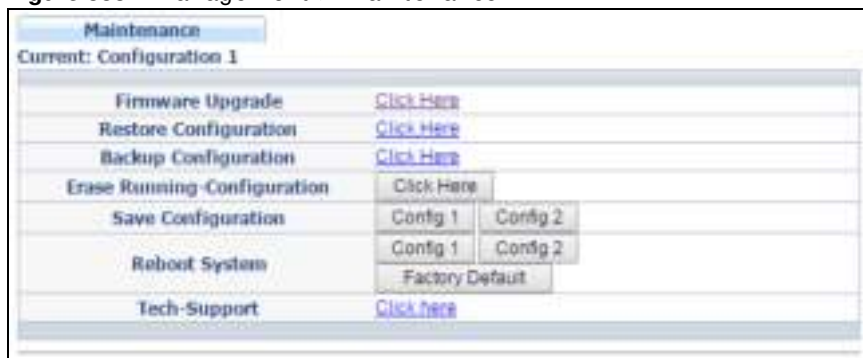 Maintenance
Current: Configuration 1
Firmware Upgrade Click Here
Restore Configuration Click Here
Backup Configuration Click Here
Erase Running-Configuration Click Here
Save Configuration Config 1 Config 2
Reboot System Config 1 Config 2
Factory Default
Tech-Support Click here